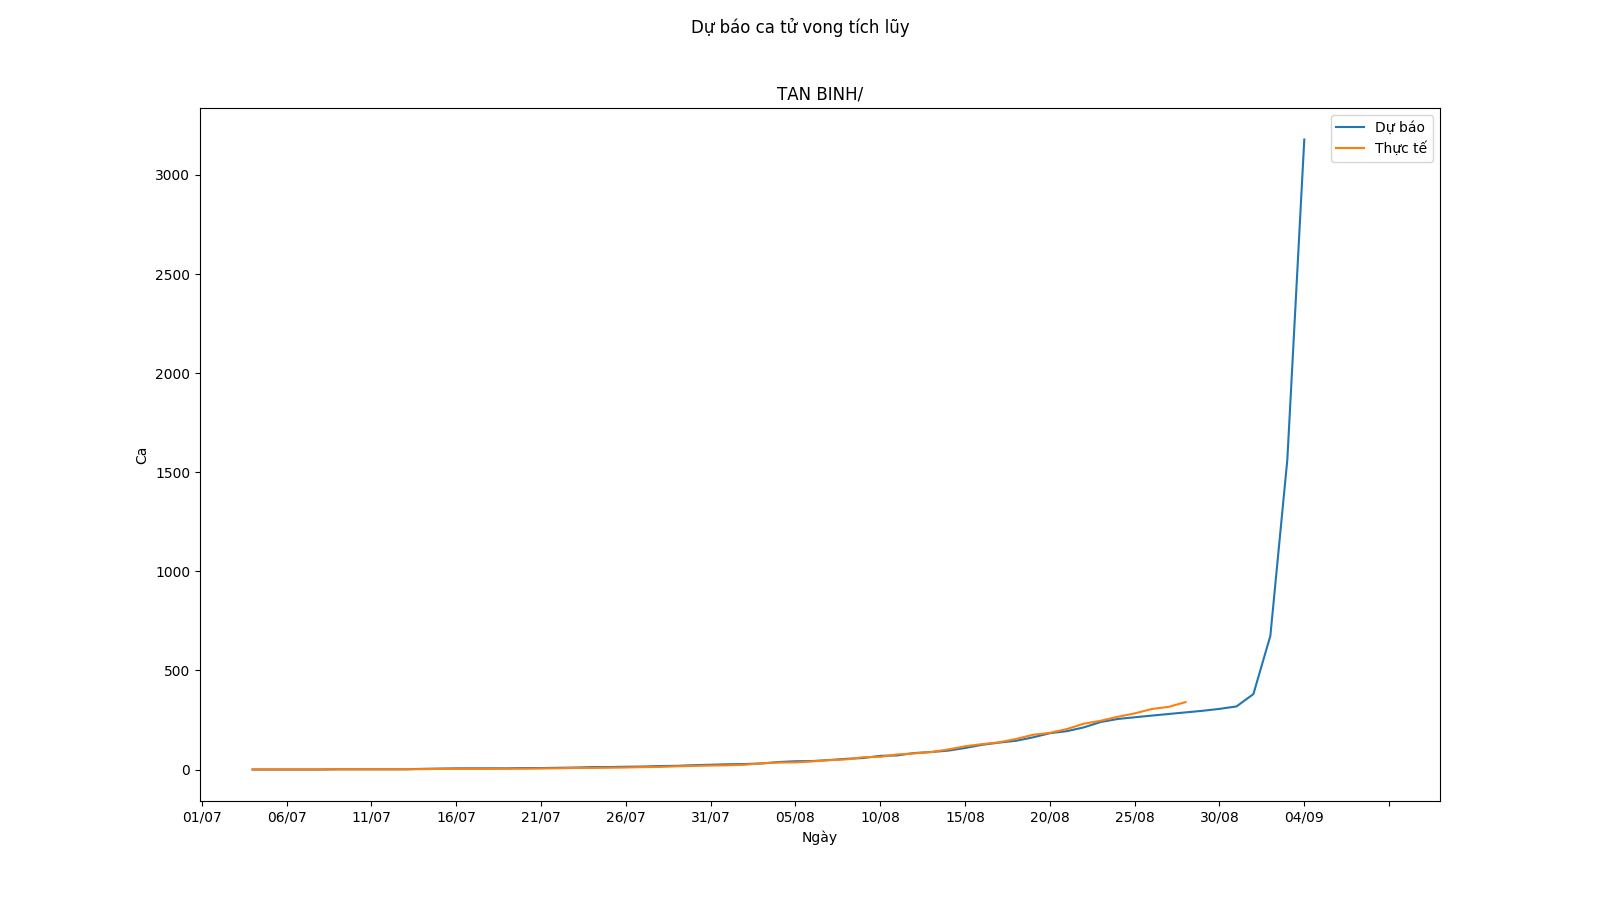 Dự báo ca tử vong tích lũy
TAN BINH/
Dự báo
Thực tế
3000
2500
2000
1500
1000
500
0
Ca
01/07 06/07 11/07 16/07 21/07 26/07 31/07 05/08 10/08 15/08 20/08 25/08 30/08 04/09
Ngày